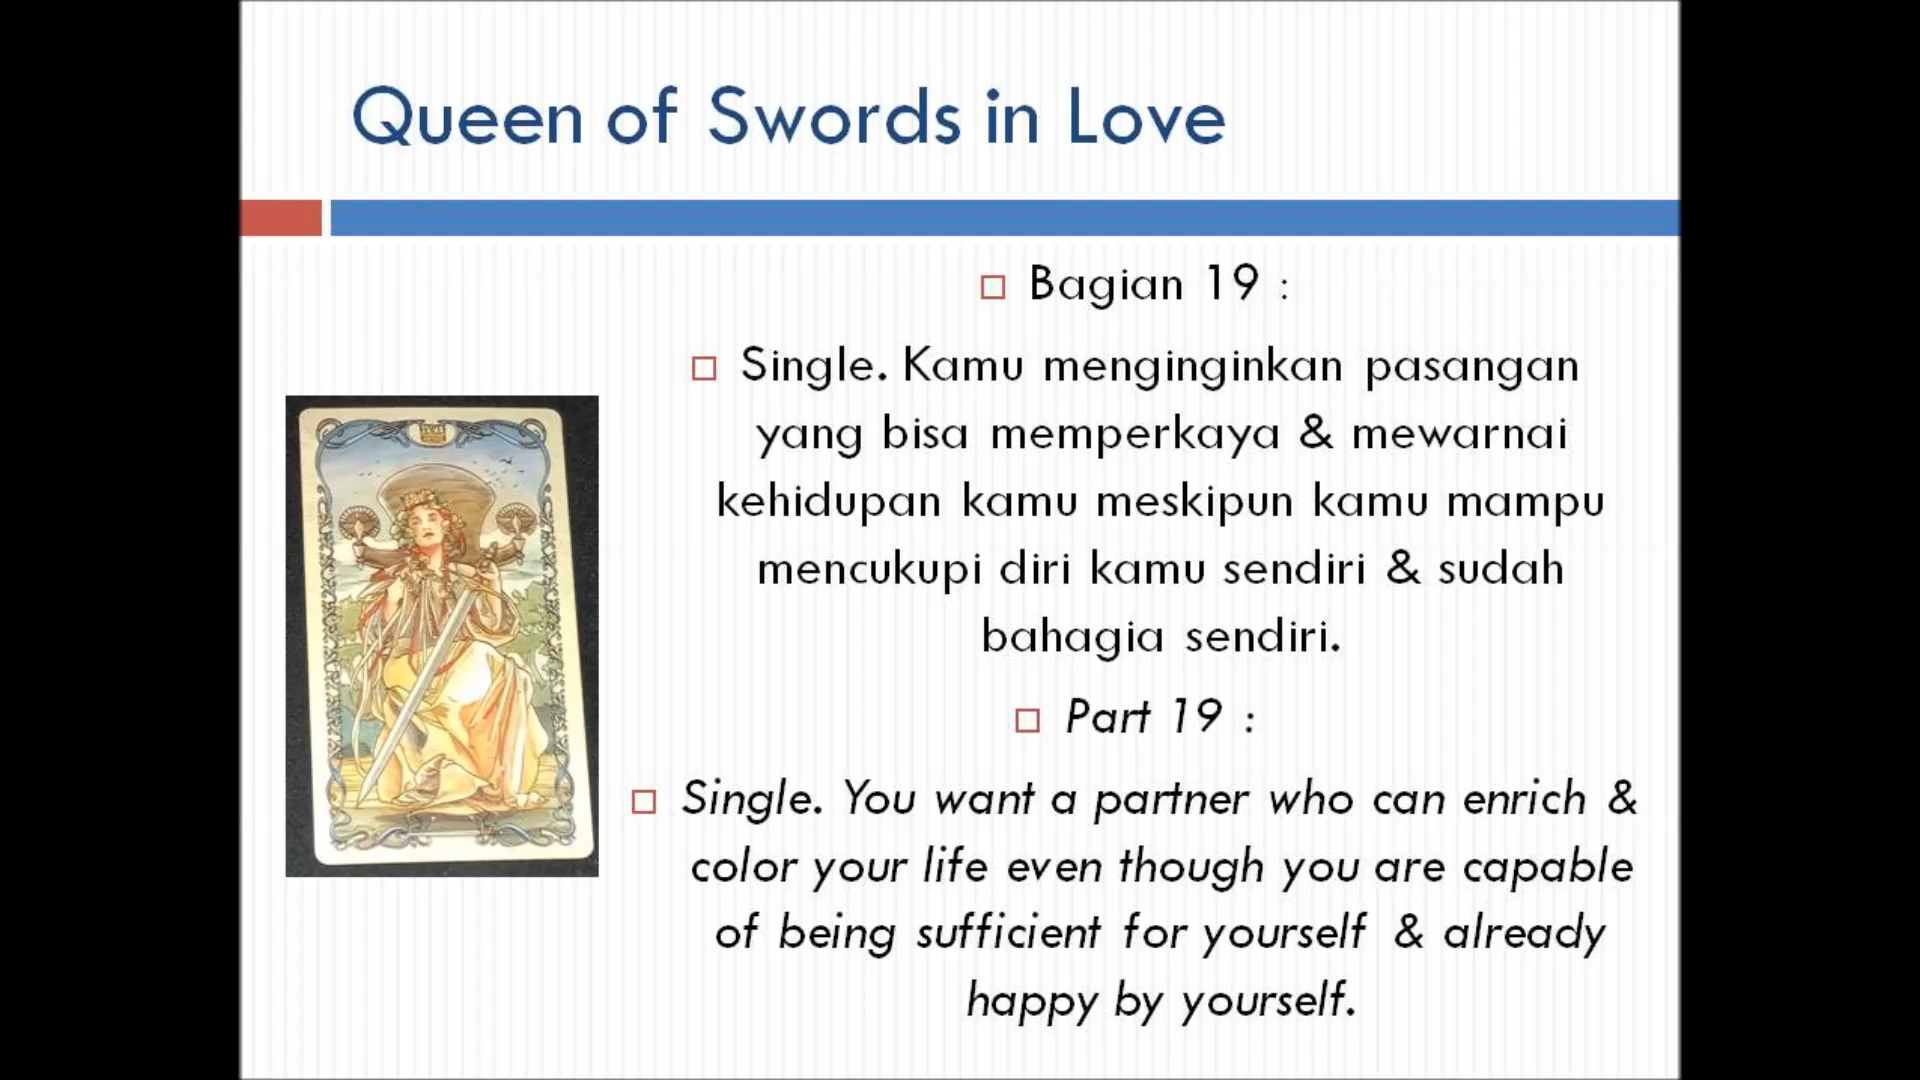 Queen of Swords in Love
Bagian 19 :
Single. Kamu menginginkan pasangan
yang bisa memperkaya & mewarnai
kehidupan kamu meskipun kamu mampu
mencukupi diri kamu sendiri & sudah
bahagia sendiri.
Part 19 :
Single. You want a partner who can enrich &
color your life even though you are capable
of being sufficient for yourself & already
happy by yourself.